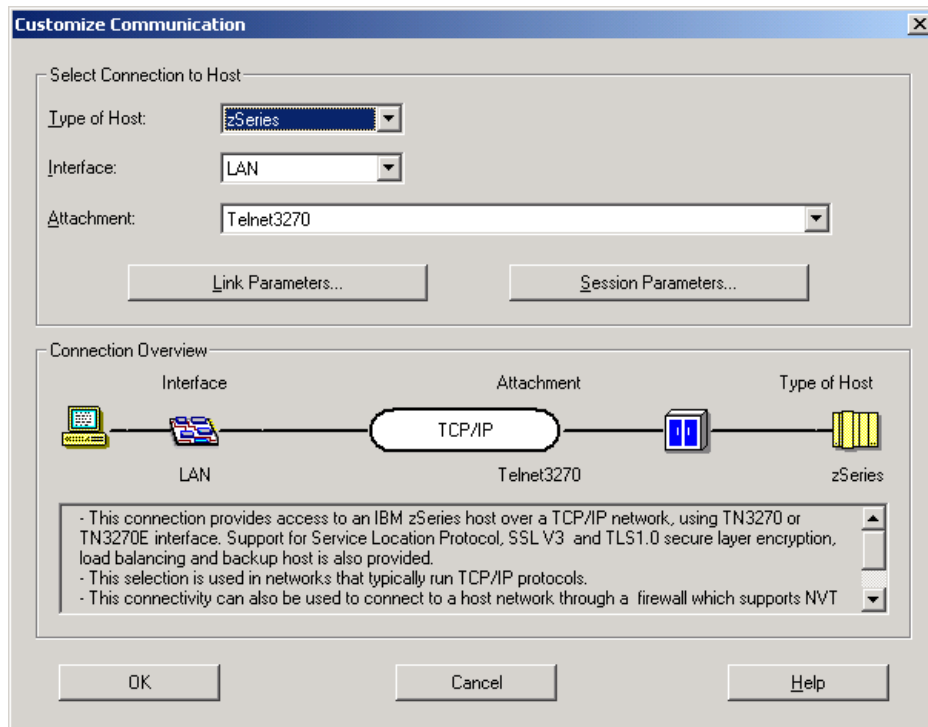 Customize Communication
Select Connection to Host
Type of Host:
zSeries
Interface:
LAN
Attachment:
Telnet3270
Link Parameters...
Session Parameters...
Connection Overview
Interface
Attachment
Type of Host
TCP/IP
LAN
Telnet3270
zSeries
- This connection provides access to an IBM zSeries host over a TCP/IP network, using TN3270 or
TN3270E interface. Support for Service Location Protocol, SSL V3 and TLS1.0 secure layer encryption,
load balancing and backup host is also provided.
- This selection is used in networks that typically run TCP/IP protocols.
- This connectivity can also be used to connect to a host network through a firewall which supports NVT
OK
Cancel
Help